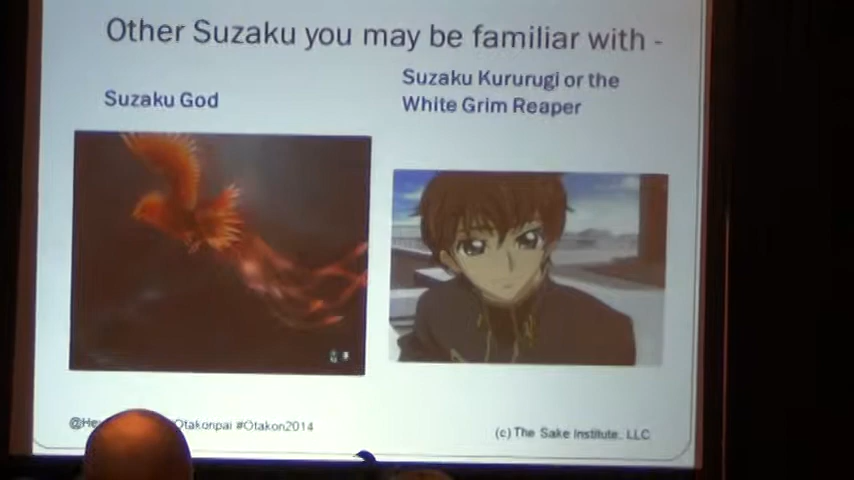 Other Suzaku you may be familiar with -
Suzaku God
Suzaku Kururugi or the
White Grim Reaper
Otakonpai #Otakon2014
(c) The Sake Institute, LLC